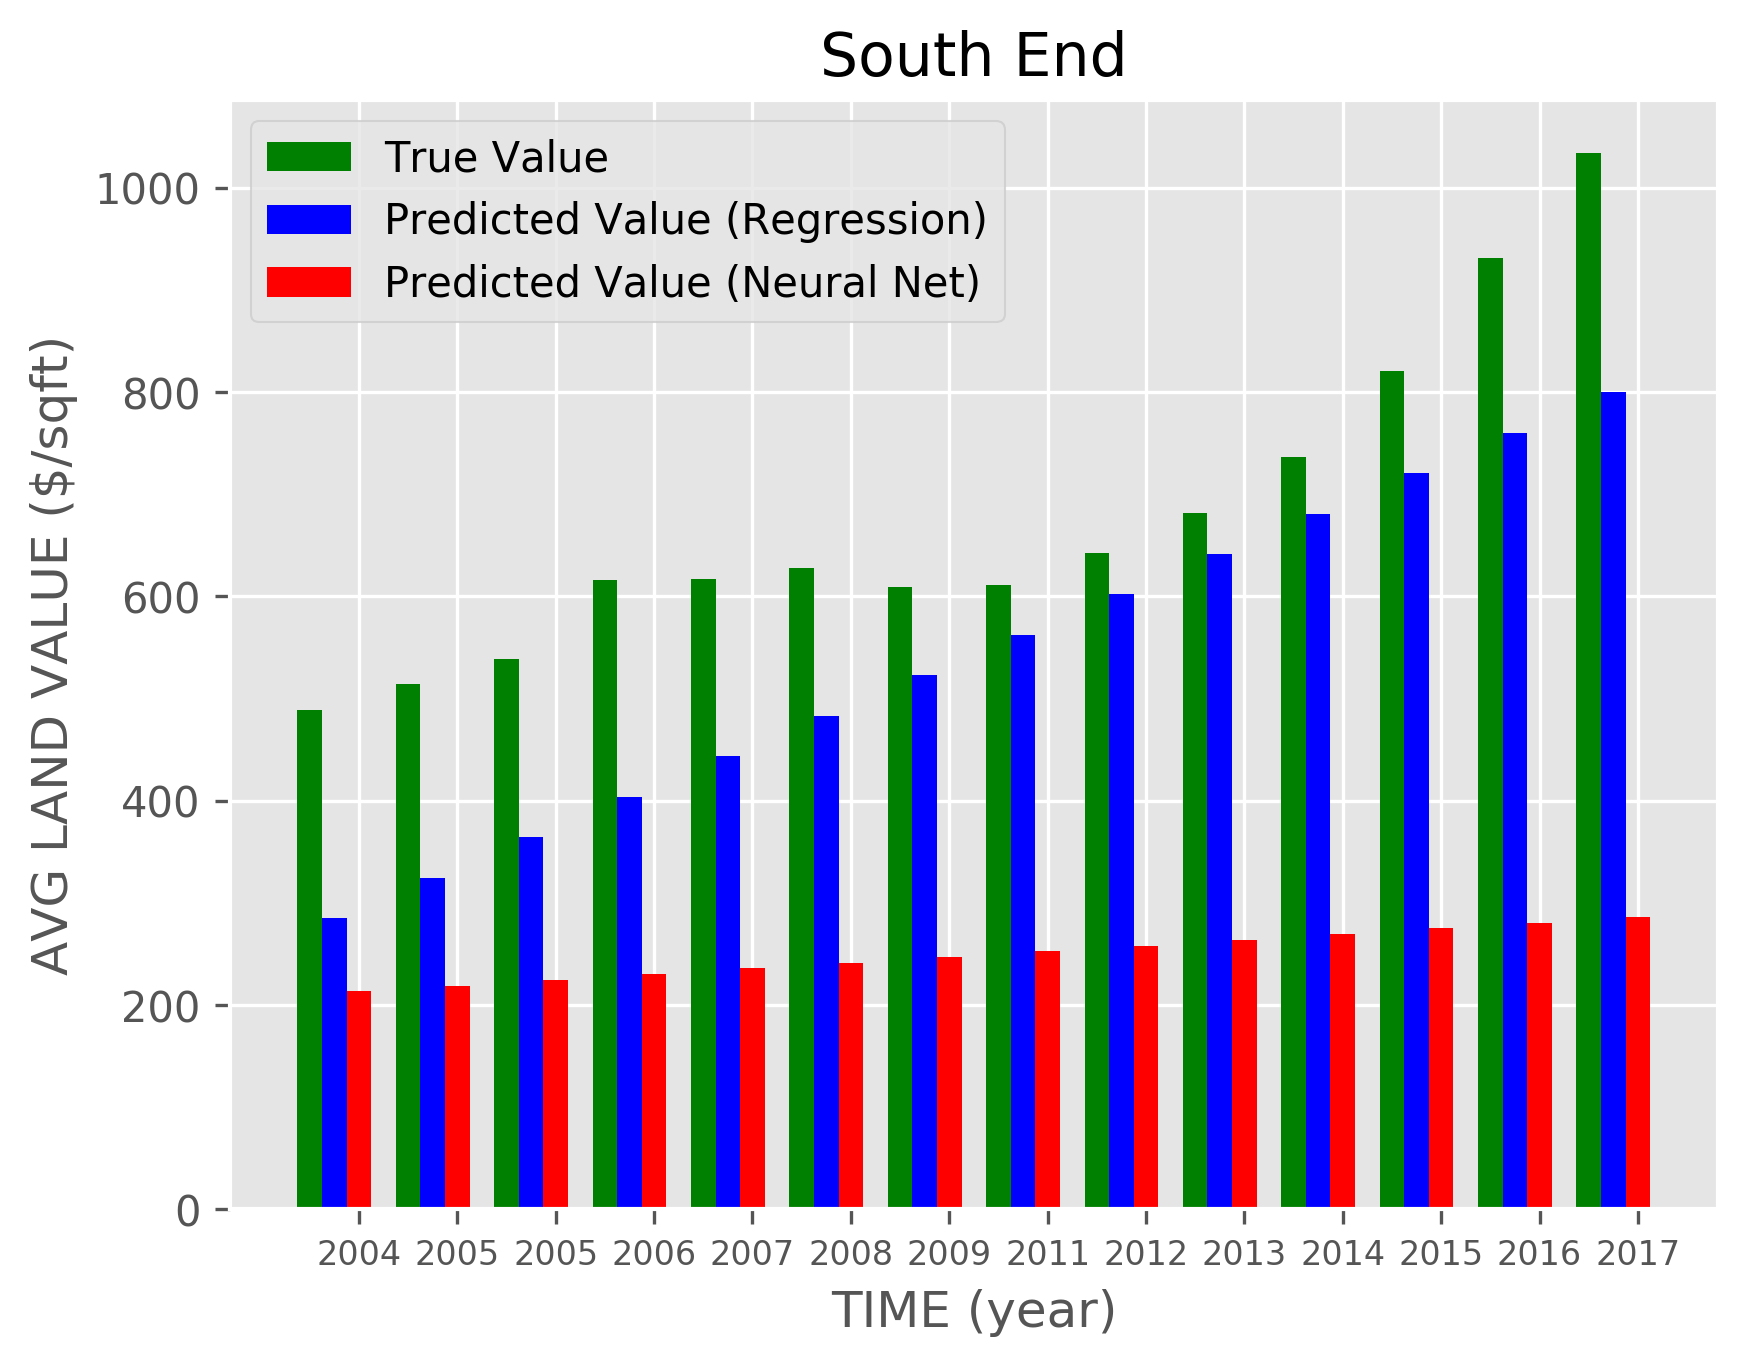 South End
True Value
Predicted Value (Regression)
Predicted Value (Neural Net)
AVG LAND VALUE ($/sqft)
1000
800
600
400
200
0
2004 2005 2005 2006 2007 2008 2009 2011 2012 2013 2014 2015 2016 2017
TIME (year)